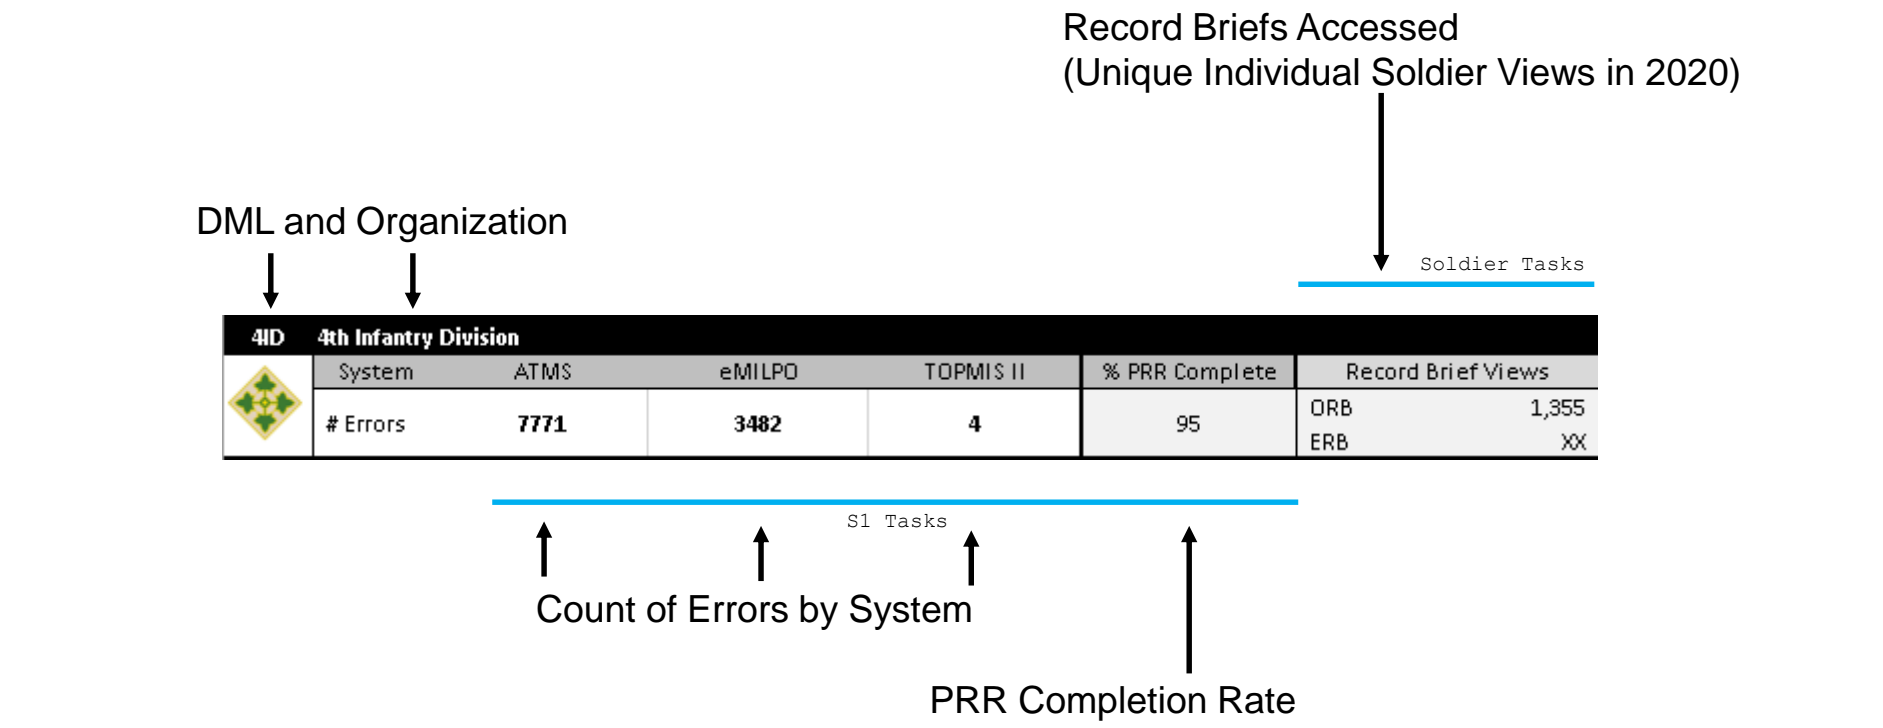 Record Briefs Accessed
(Unique Individual Soldier Views in 2020)
DML and Organization
Soldier Tasks
4ID 4th Infantry Division
System ATMS eMILPO TOPMIS II % PRR Complete Record Brief Views
# Errors 7771 3482 4 95
ORB 1,355
ERB XX
S1 Tasks
Count of Errors by System
PRR Completion Rate